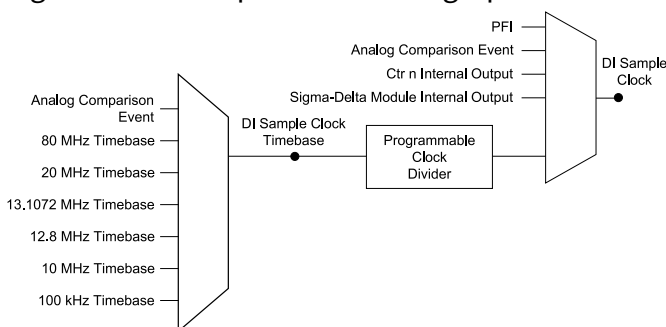 PFI
Analog Comparison Event
Ctr n Internal Output
Sigma-Delta Module Internal Output
DI Sample
Clock
Analog Comparison
Event
80 MHz Timebase
20 MHz Timebase
13.1072 MHz Timebase
12.8 MHz Timebase
10 MHz Timebase
100 kHz Timebase
DI Sample Clock
Timebase
Programmable
Clock
Divider